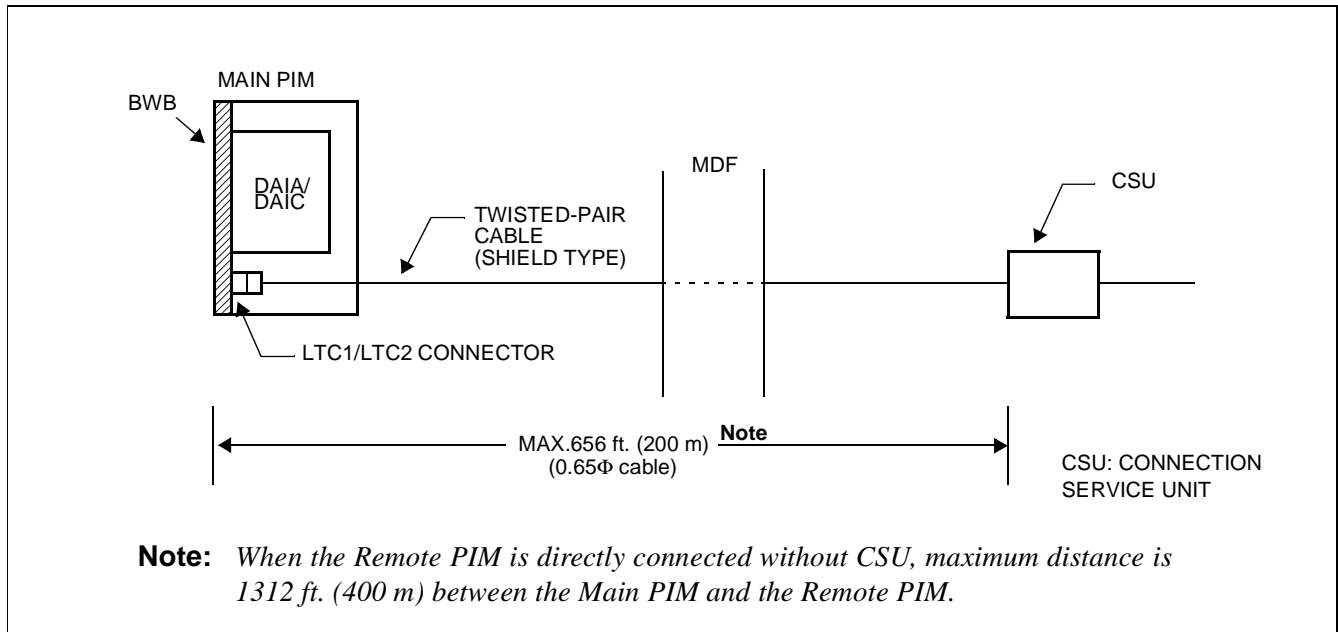 MAIN PIM
BWB
DAIA/
DAIC
MDF
CSU
TWISTED-PAIR
CABLE
(SHIELD TYPE)
LTC1/LTC2 CONNECTOR
MAX.656 ft. (200 m) Note
(0.65Φ cable)
CSU: CONNECTION
SERVICE UNIT
Note: When the Remote PIM is directly connected without CSU, maximum distance is
1312 ft. (400 m) between the Main PIM and the Remote PIM.